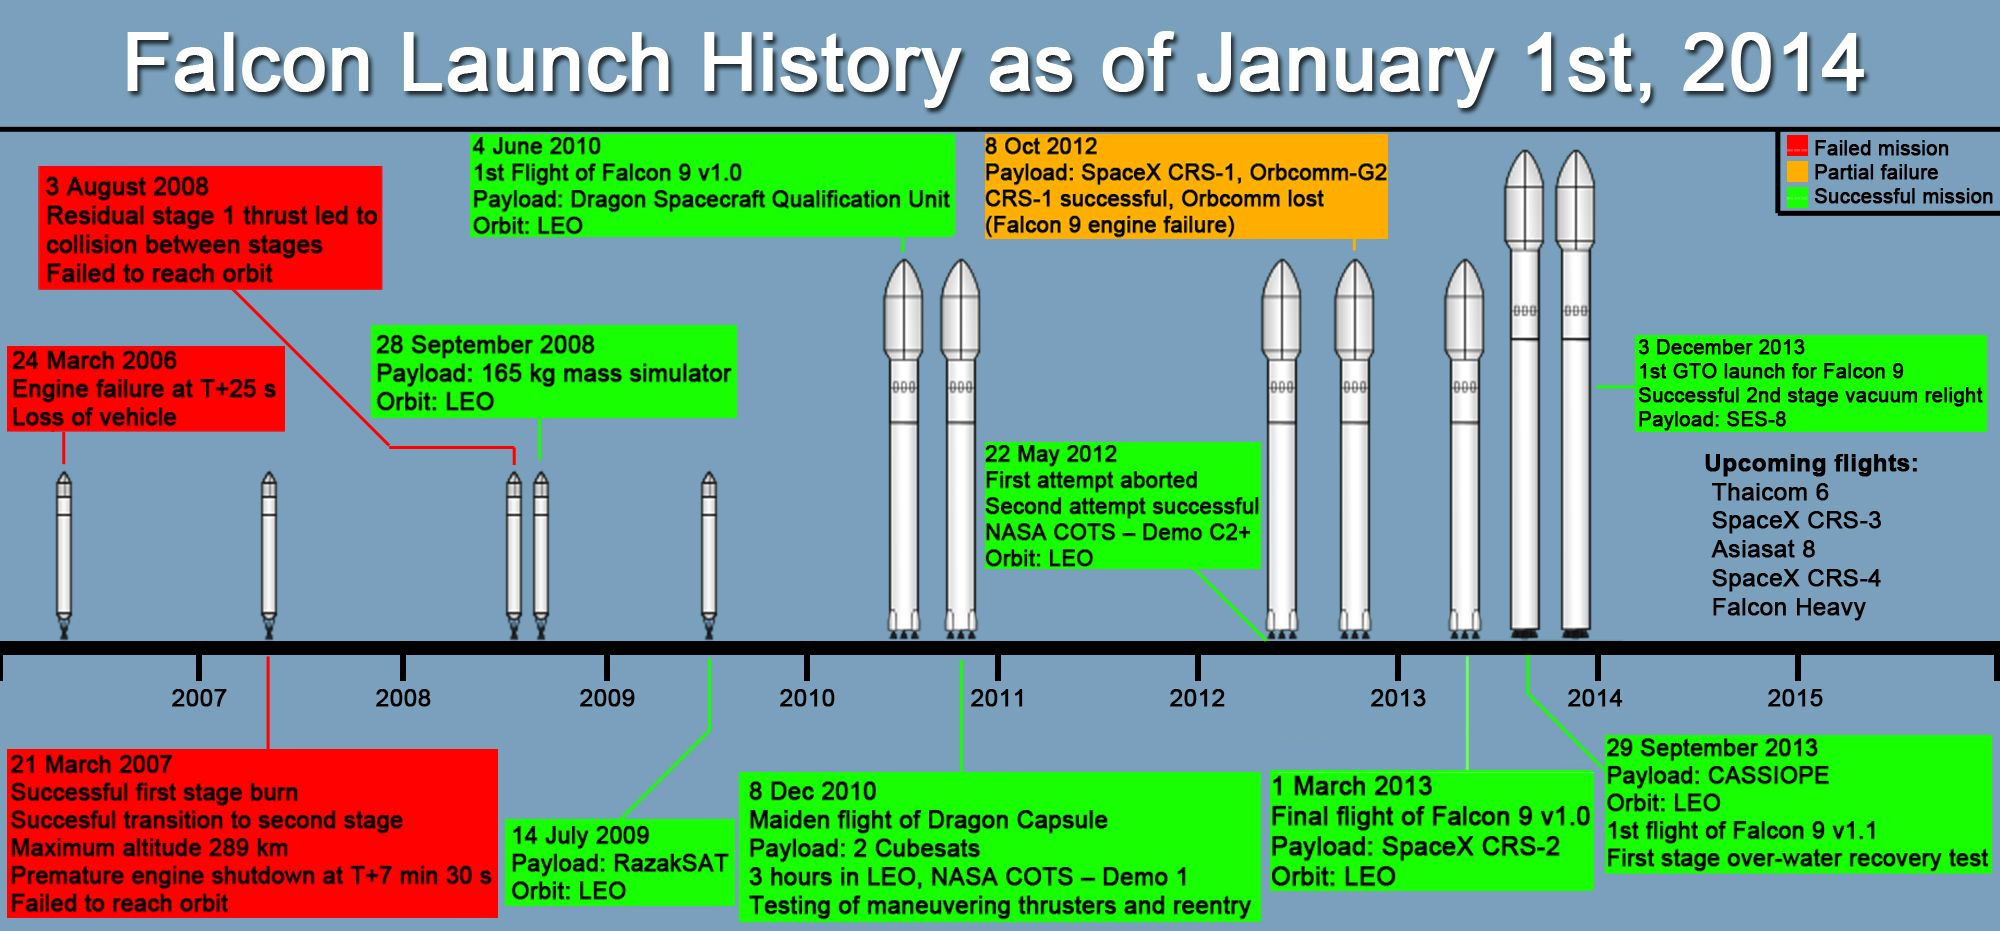 Falcon Launch History as of January 1st, 2014
Failed mission
Partial failure
Successful mission
3 August 2008
Residual stage 1 thrust led to
collision between stages
Failed to reach orbit
4 June 2010
1st Flight of Falcon 9 v1.0
Payload: Dragon Spacecraft Qualification Unit
Orbit: LEO
8 Oct 2012
Payload: SpaceX CRS-1, Orbcomm-G2
CRS-1 successful, Orbcomm lost
(Falcon 9 engine failure)
24 March 2006
Engine failure at T+25 s
Loss of vehicle
28 September 2008
Payload: 165 kg mass simulator
Orbit: LEO
22 May 2012
First attempt aborted
Second attempt successful
NASA COTS – Demo C2+
Orbit: LEO
3 December 2013
1st GTO launch for Falcon 9
Successful 2nd stage vacuum relight
Payload: SES-8
Upcoming flights:
Thaicom 6
SpaceX CRS-3
Asiasat 8
SpaceX CRS-4
Falcon Heavy
2007 2008 2009 2010 2011 2012 2013 2014 2015
21 March 2007
Successful first stage burn
Succesful transition to second stage
Maximum altitude 289 km
Premature engine shutdown at T+7 min 30 s
Failed to reach orbit
14 July 2009
Payload: RazakSAT
Orbit: LEO
8 Dec 2010
Maiden flight of Dragon Capsule
Payload: 2 Cubesats
3 hours in LEO, NASA COTS – Demo 1
Testing of maneuvering thrusters and reentry
1 March 2013
Final flight of Falcon 9 v1.0
Payload: SpaceX CRS-2
Orbit: LEO
29 September 2013
Payload: CASSIOPE
Orbit: LEO
1st flight of Falcon 9 v1.1
First stage over-water recovery test